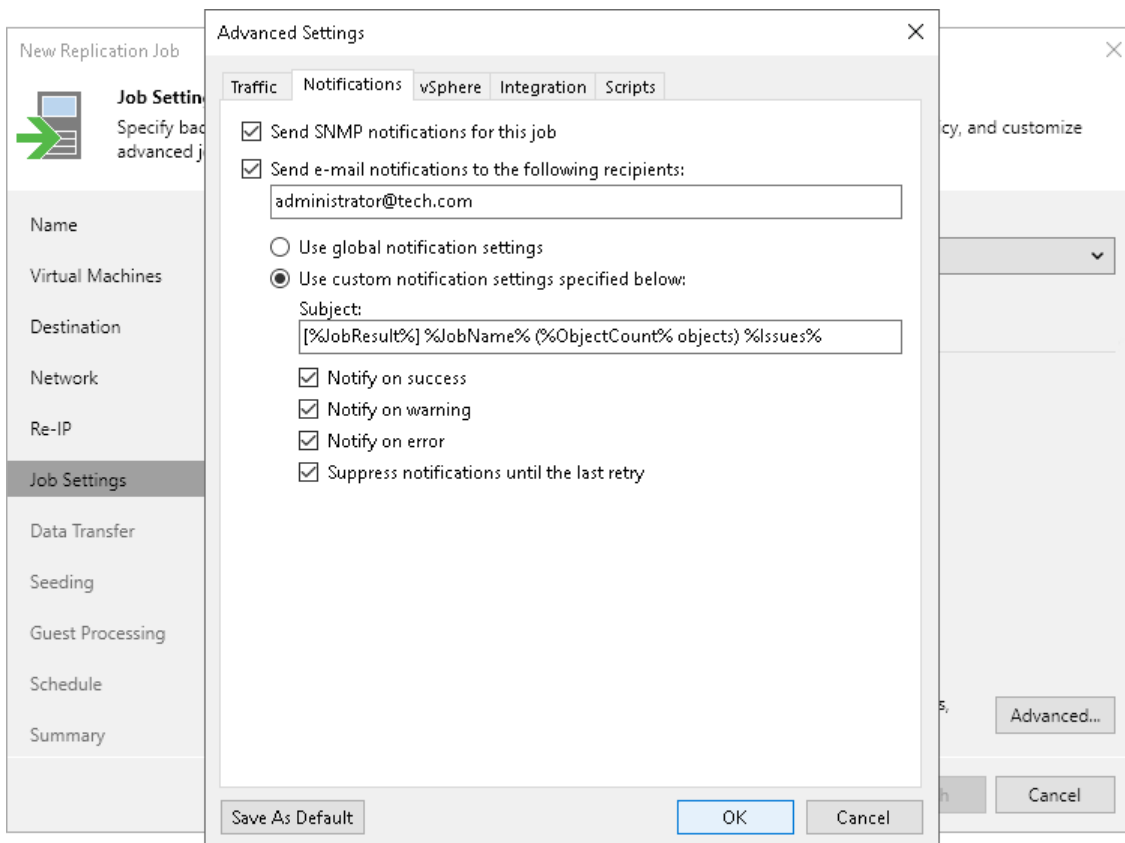 Advanced Settings
New Replication Job
Job Settin
Specify bac
icy, and customize
advanced j
Traffic Notifications vSphere Integration Scripts
Send SNMP notifications for this job
Send e-mail notifications to the following recipients:
administrator@tech.com
Use global notification settings
Use custom notification settings specified below:
Subject:
[%JobResult%] %JobName% (%ObjectCount% objects) %Issues%
Notify on success
Notify on warning
Notify on error
Suppress notifications until the last retry
Name
Virtual Machines
Destination
Network
Re-IP
Job Settings
Data Transfer
Seeding
Guest Processing
Schedule
Summary
s,
Advanced...
h
Cancel
Save As Default
OK
Cancel